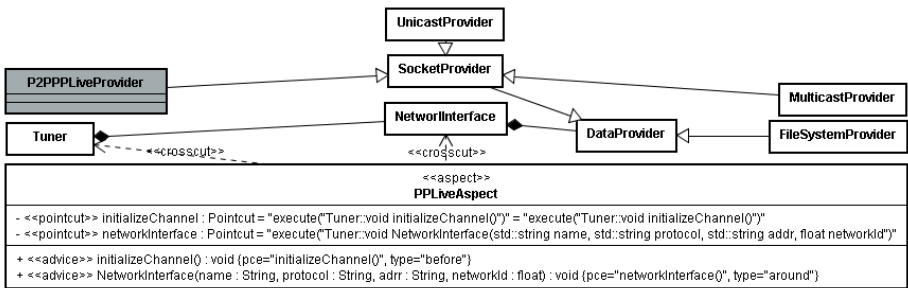 UnicastProvider
P2PPPLiveProvider
SocketProvider
MulticastProvider
Tuner
NetworlInterface
DataProvider
FileSystemProvider
<<crosscut>>
<<crosscut>>
<<aspect>>
PPLiveAspect
- <<pointcut>> initializeChannel : Pointcut = "execute("Tuner::void initializeChannel()")" = "execute("Tuner::void initializeChannel()")"
- <<pointcut>> networkInterface : Pointcut = "execute("Tuner::void NetworkInterface(std::string name, std::string protocol, std::string addr, float networkId")"
+ <<advice>> initializeChannel() : void {pce="initializeChannel()", type="before"}
+ <<advice>> NetworkInterface(name : String, protocol : String, adrr : String, networkId : float) : void {pce="networkInterface()", type="around"}